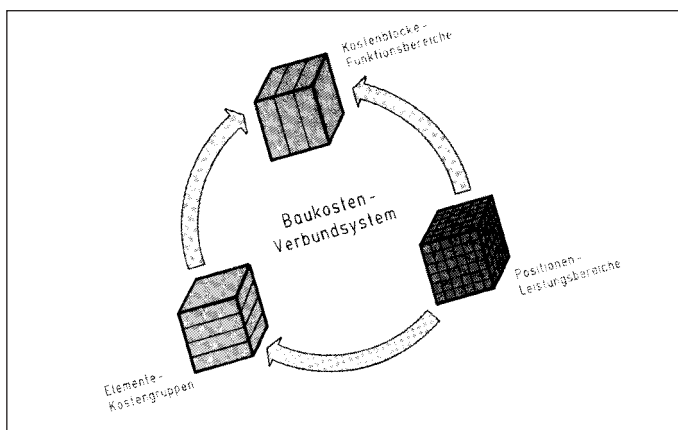 Kostenblöcke-
Funktionsbereiche
Baukosten-
Verbundsystem
Positionen-
Leistungsbereiche
Elemente-
Kostengruppen